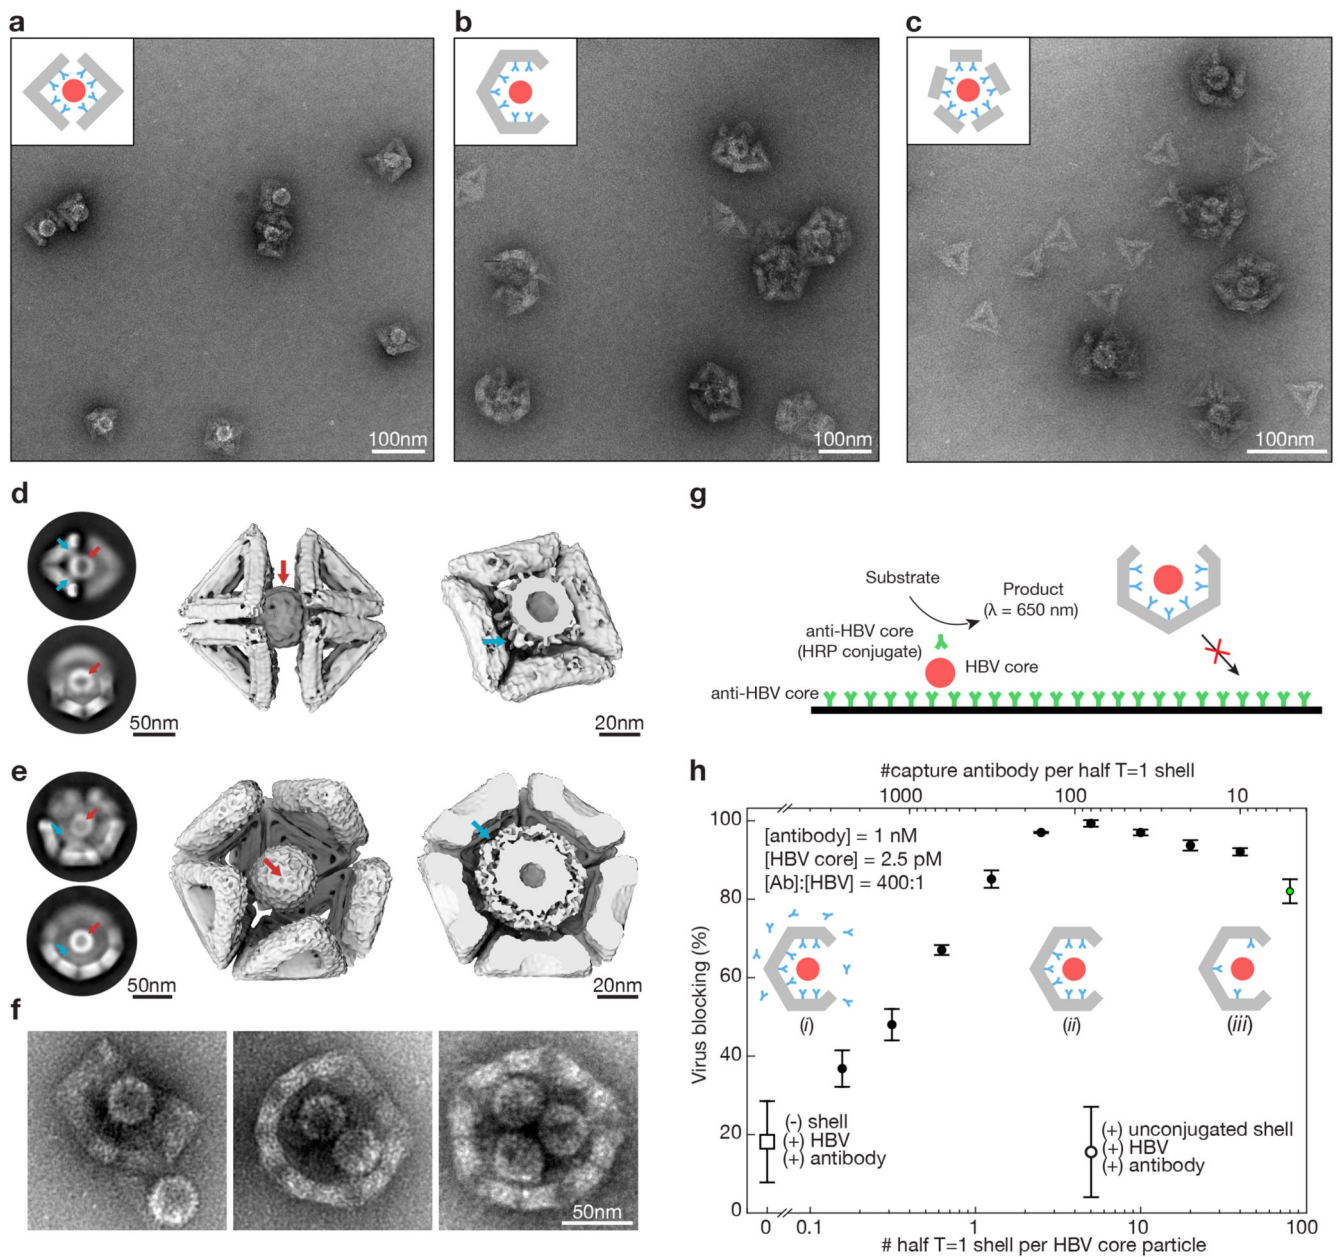 a
b
c
100nm
100nm
100nm
d
50nm
20nm
e
50nm
20nm
f
50nm
g
Substrate
Product
(λ = 650 nm)
anti-HBV core
(HRP conjugate)
HBV core
anti-HBV core
h
#capture antibody per half T=1 shell
1000
100
10
100
80
60
40
20
0
Virus blocking (%)
[antibody] = 1 nM
[HBV core] = 2.5 pM
[Ab]:[HBV] = 400:1
(i)
(ii)
(iii)
(-) shell
(+) HBV
(+) antibody
(+) unconjugated shell
(+) HBV
(+) antibody
0
0.1
1
10
100
# half T=1 shell per HBV core particle